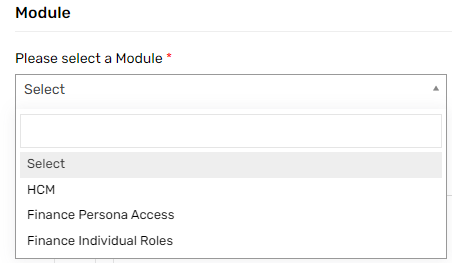 Module
Please select a Module *
Select
Select
HCM
Finance Persona Access
Finance Individual Roles